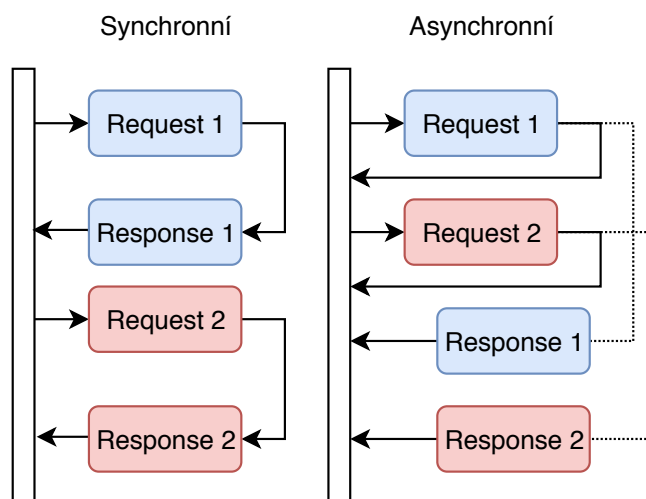 Synchronní
Request 1
Response 1
Request 2
Response 2
Asynchronní
Request 1
Request 2
Response 1
Response 2